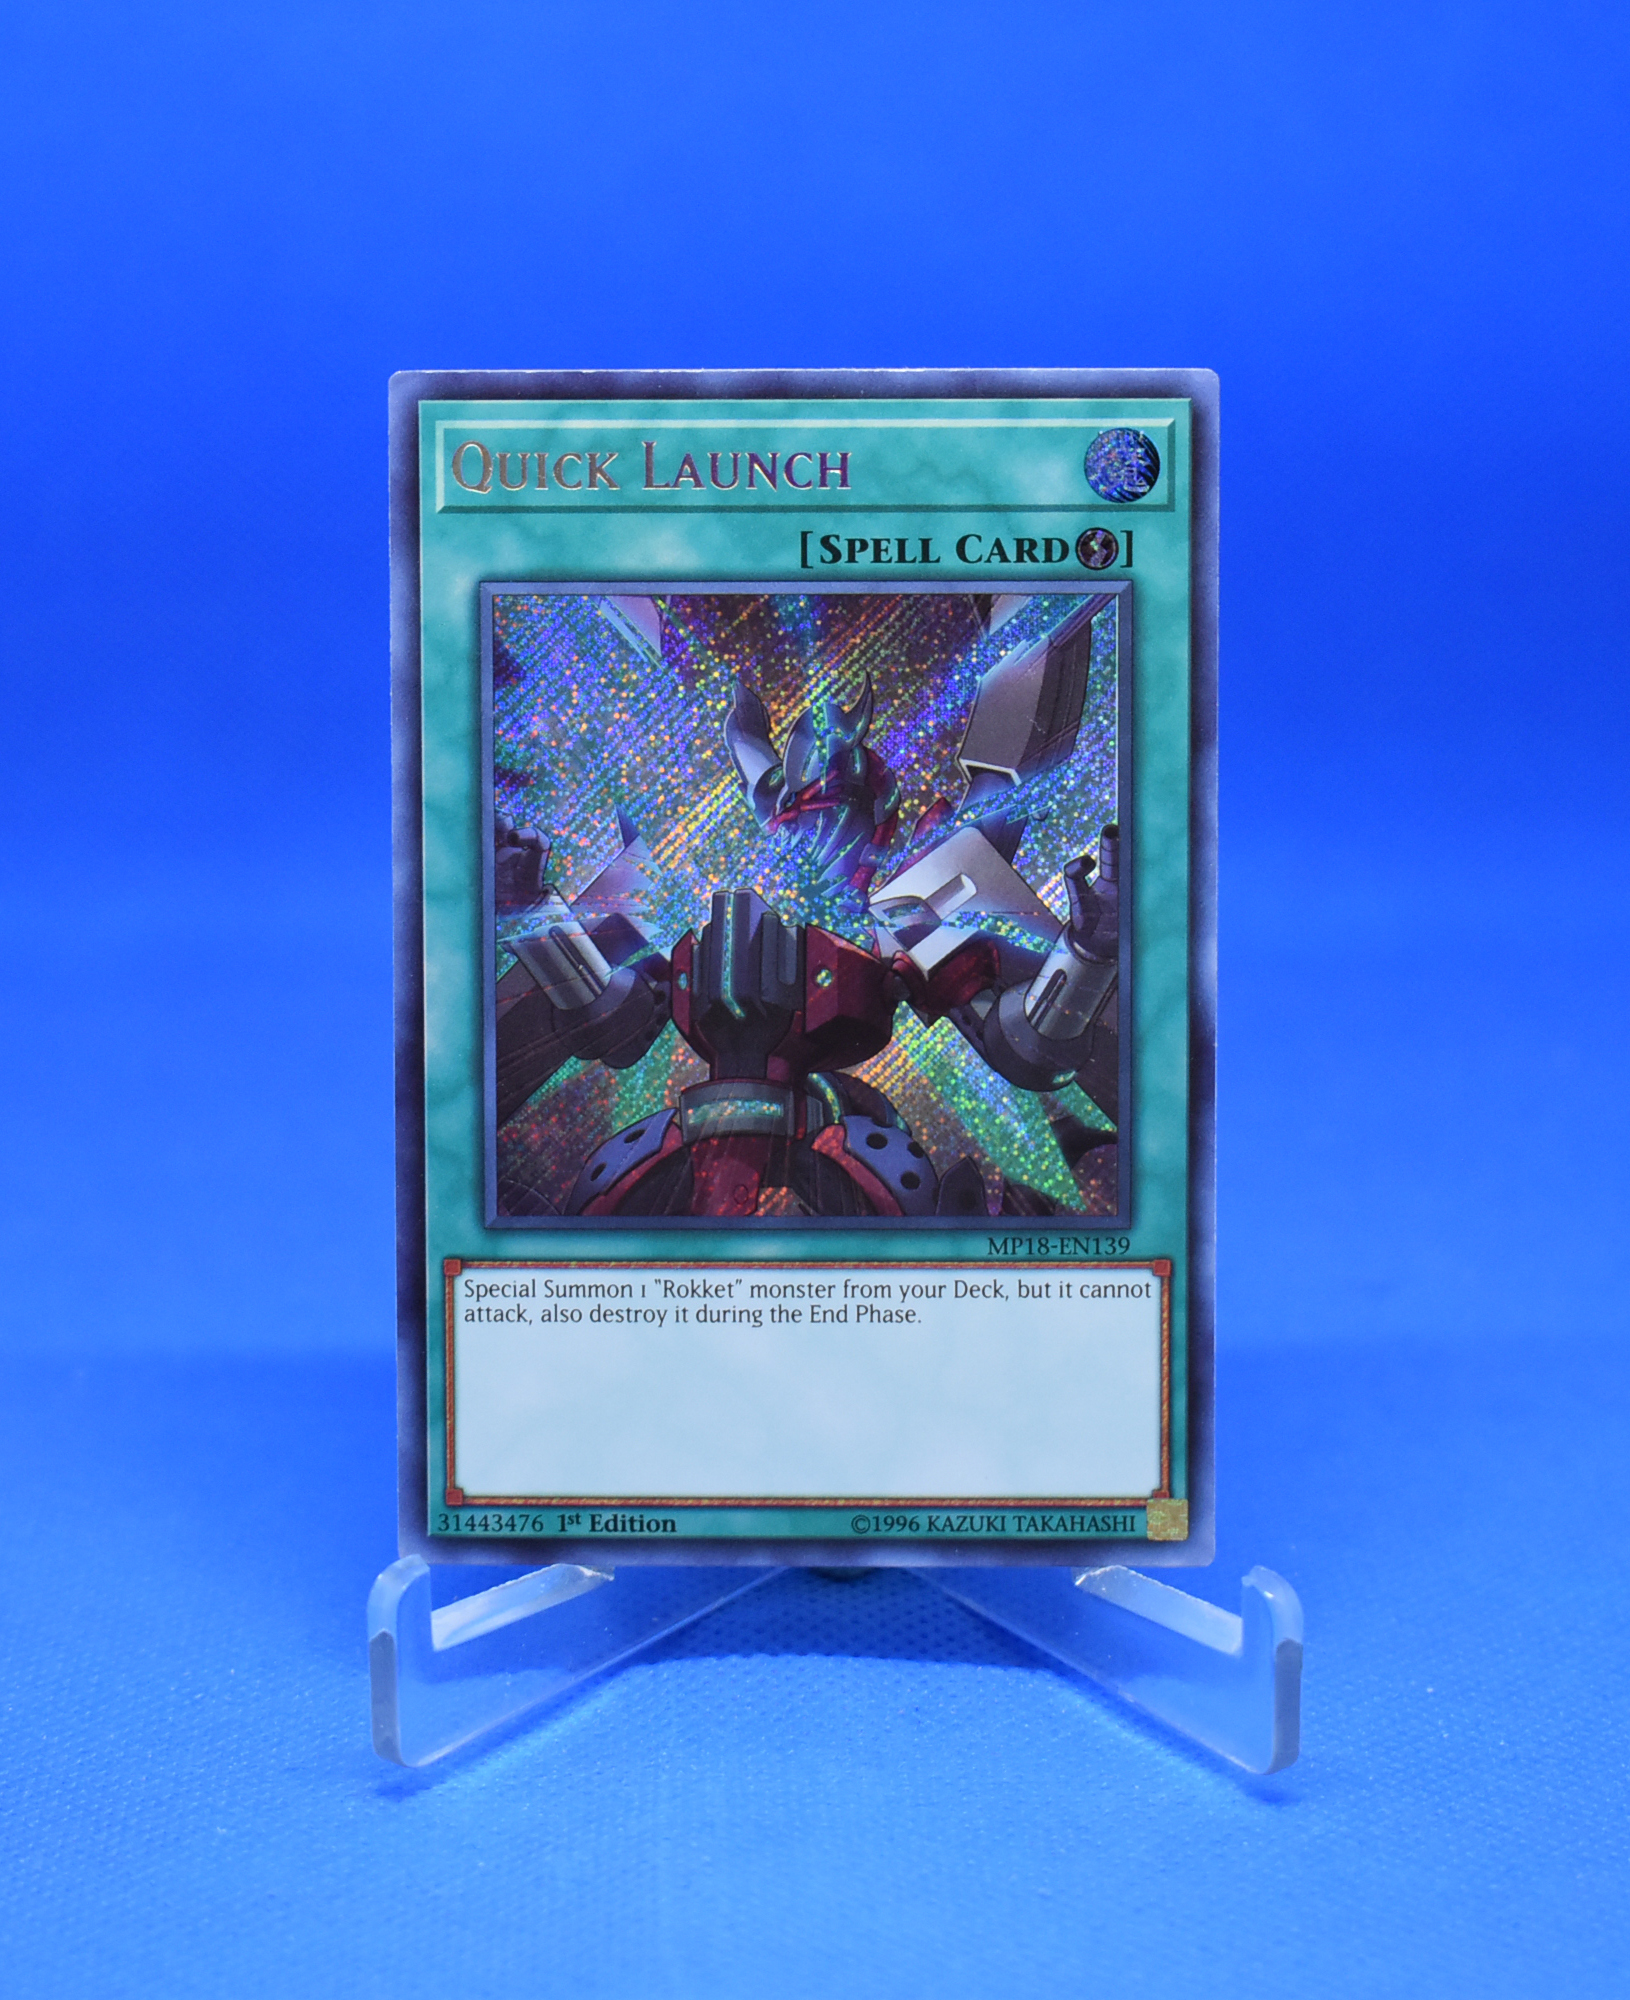 QUICK LAUNCH
魔
[SPELL CARD]
MP18-EN139
Special Summon 1 "Rokket" monster from your Deck, but it cannot
attack, also destroy it during the End Phase.
31443476 1st Edition ©1996 KAZUKI TAKAHASHI